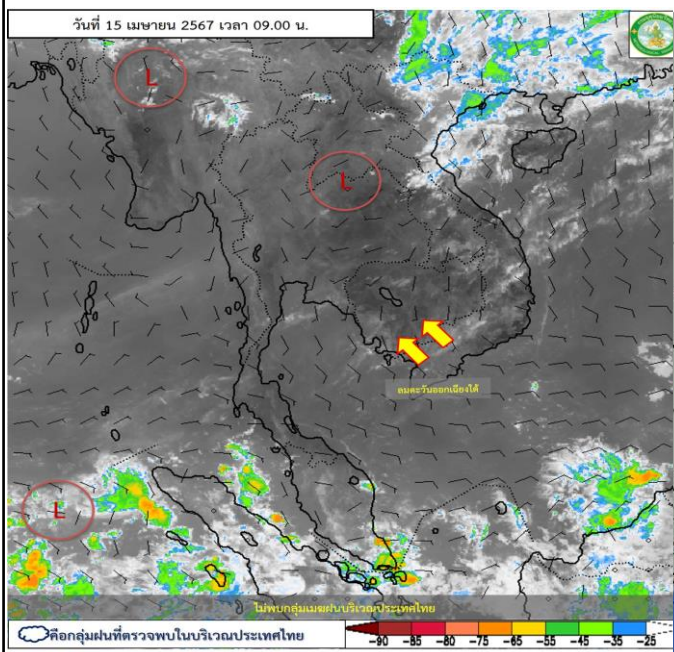 วันที่ 15 เมษายน 2567 เวลา 09.00 น.
L
L
ลมตะวันออกเฉียงใต้
L
ไม่พบกลุ่มเมฆฝนบริเวณประเทศไทย
คือกลุ่มฝนที่ตรวจพบในบริเวณประเทศไทย
-90 -85 -80 -75 -65 -55 -45 -35 -25